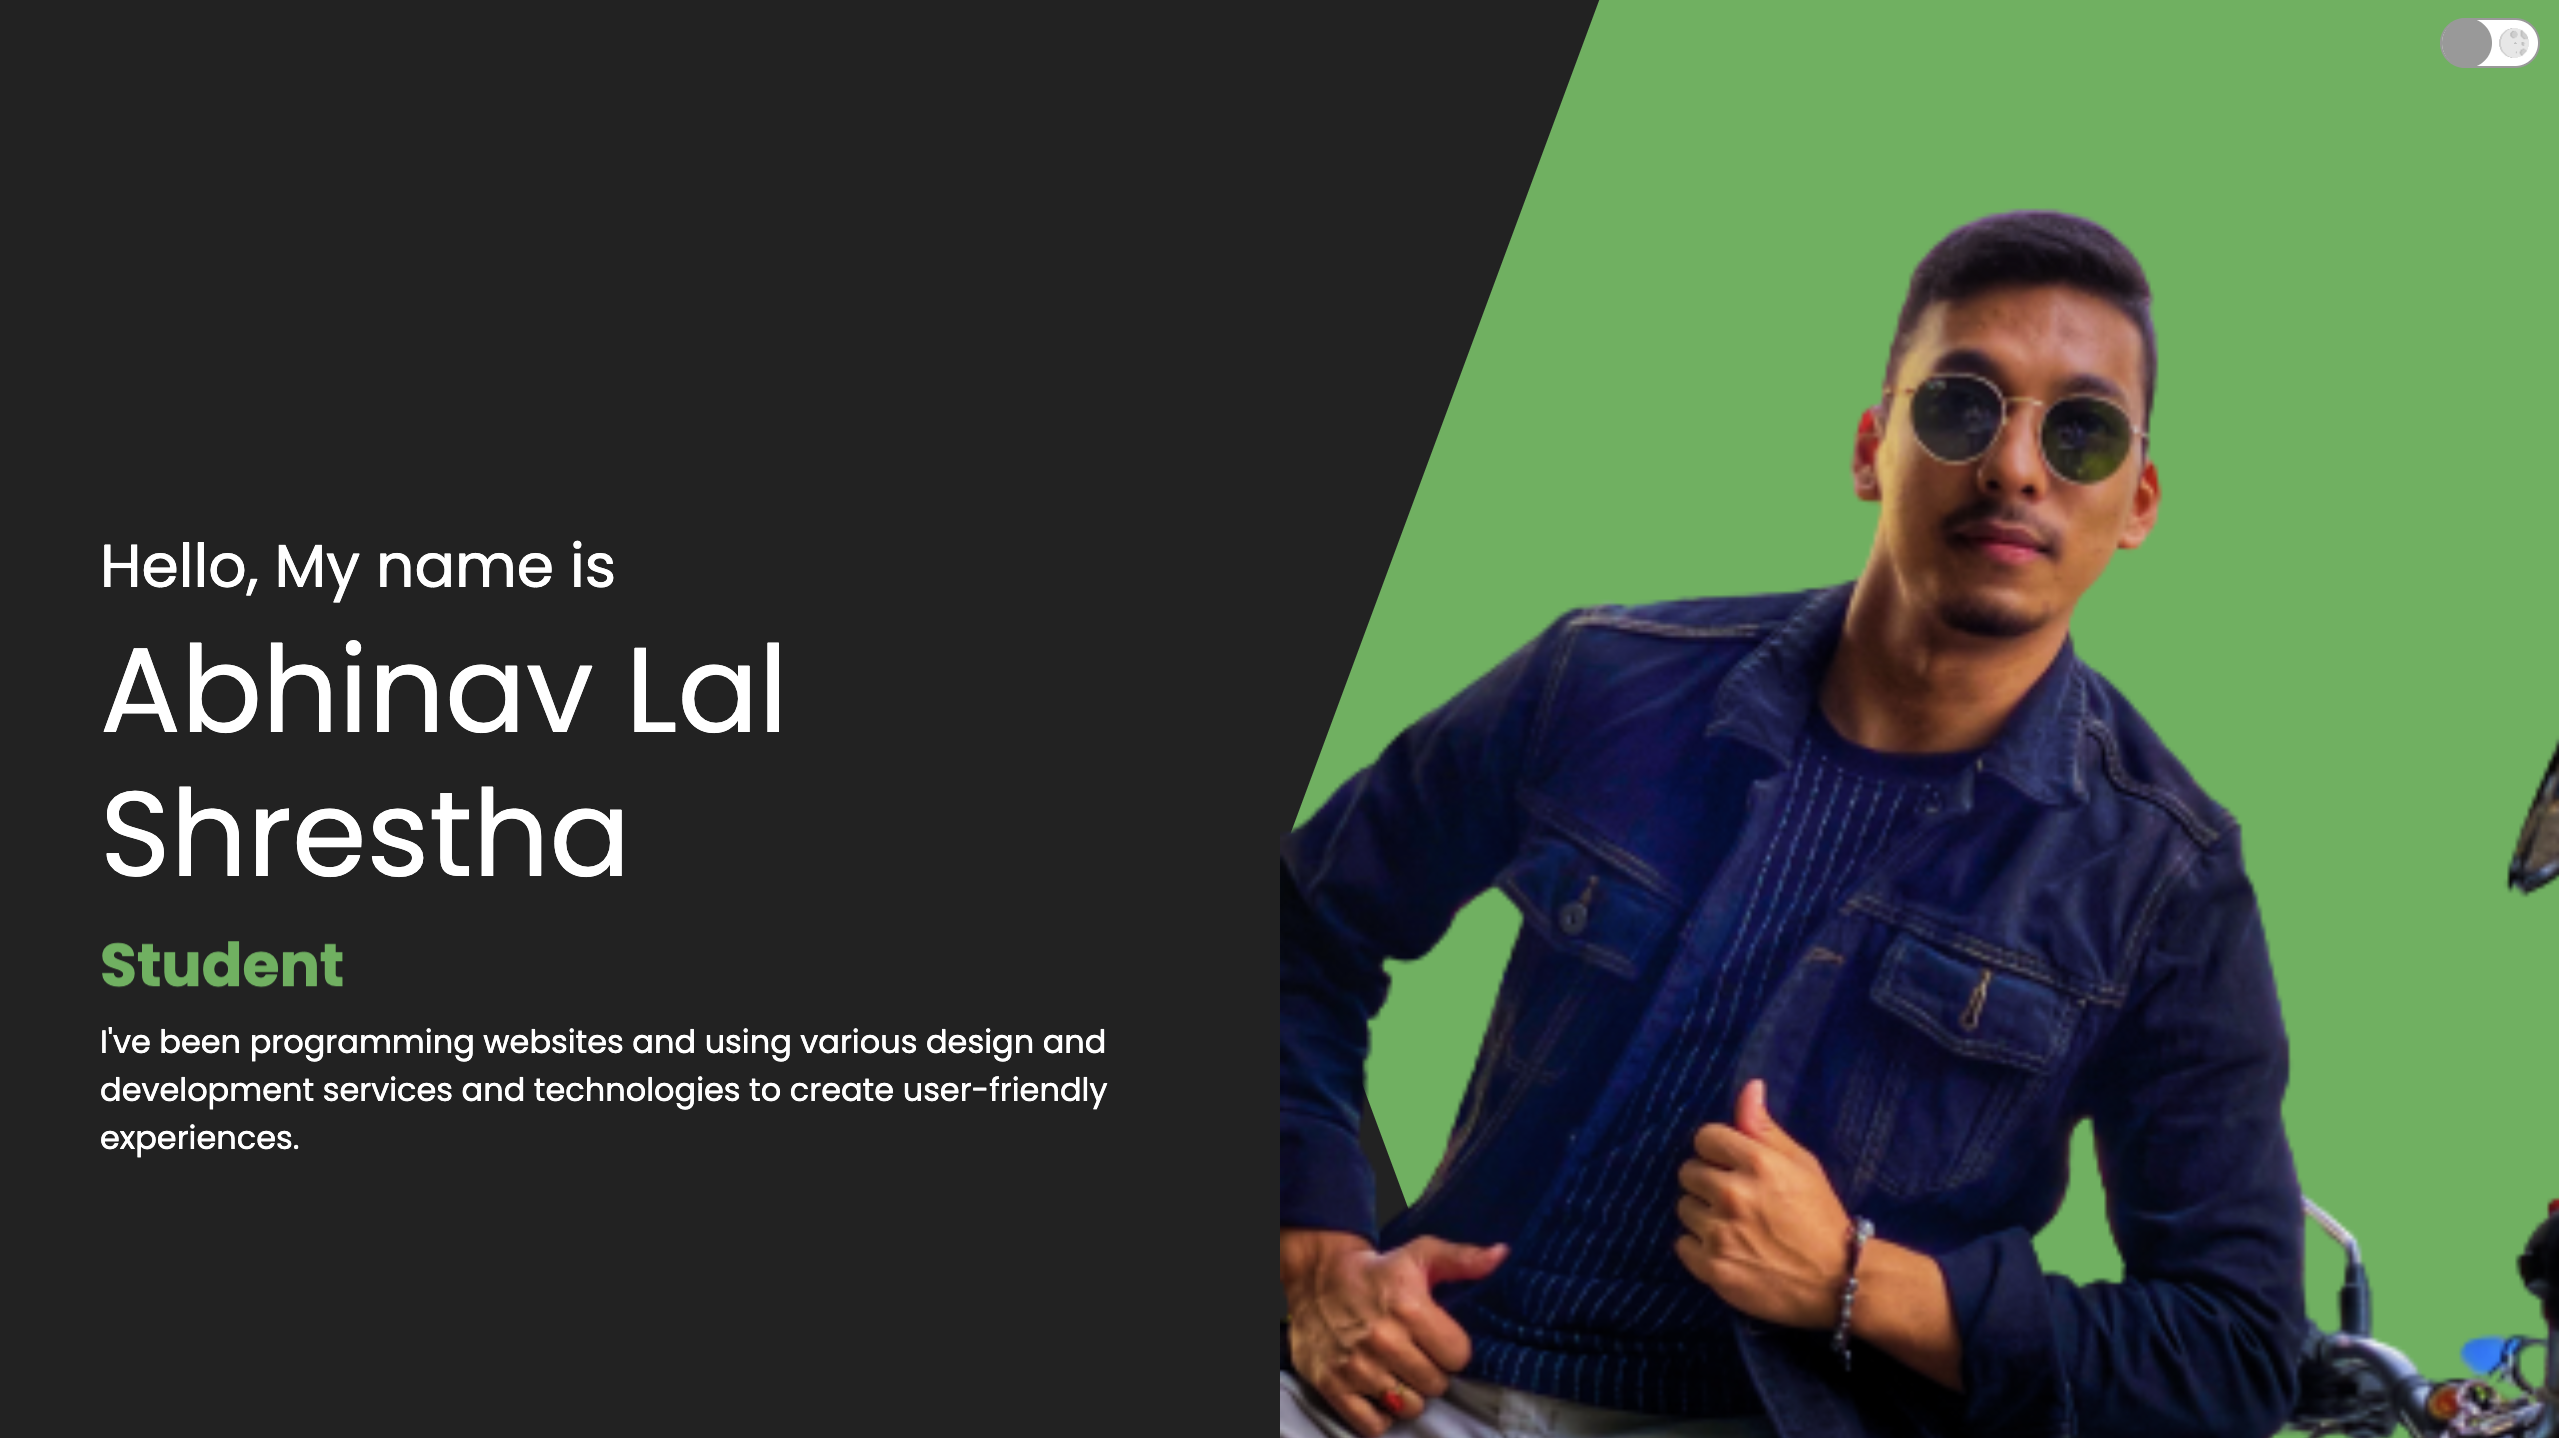 Hello, My name is
Abhinav Lal
Shrestha
Student
I've been programming websites and using various design and
development services and technologies to create user-friendly
experiences.